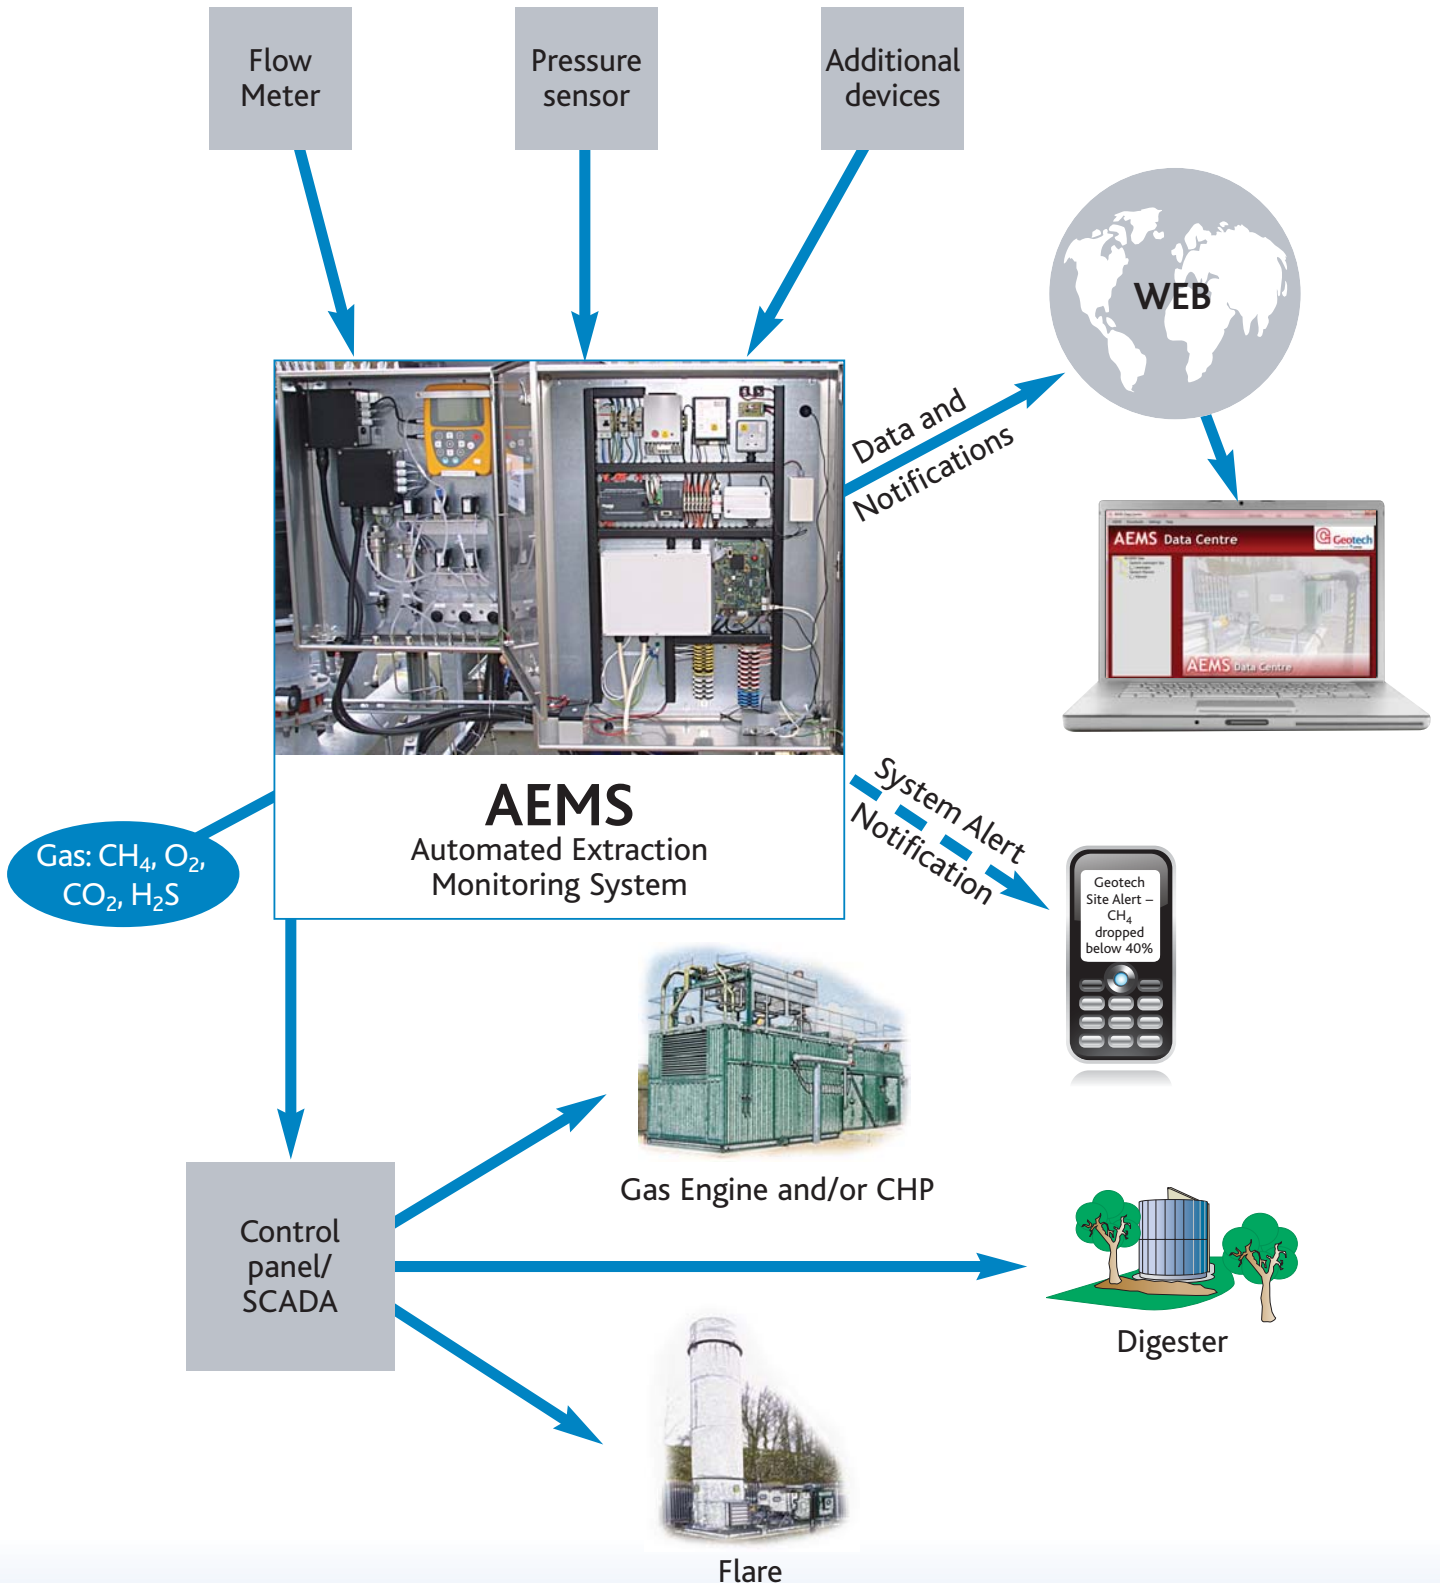 Flow
Meter
Pressure
sensor
Additional
devices
WEB
Data and
Notifications
AEMS Data Centre
Geotech
AEMS Data Centre
AEMS
Automated Extraction
Monitoring System
Gas: CH₄, O₂,
CO₂, H₂S
System Alert
Notification
Geotech
Site Alert –
CH₄
dropped
below 40%
Gas Engine and/or CHP
Control
panel/
SCADA
Digester
Flare